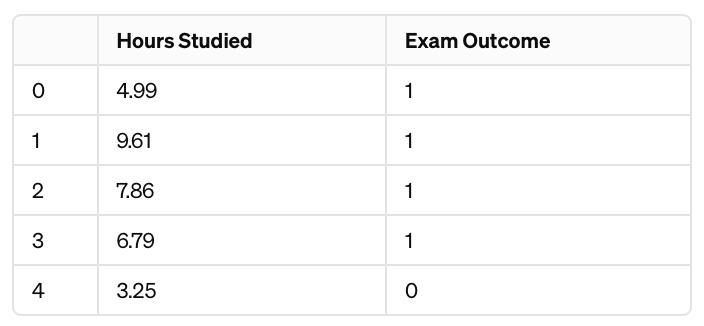 Hours Studied Exam Outcome
0 4.99 1
1 9.61 1
2 7.86 1
3 6.79 1
4 3.25 0